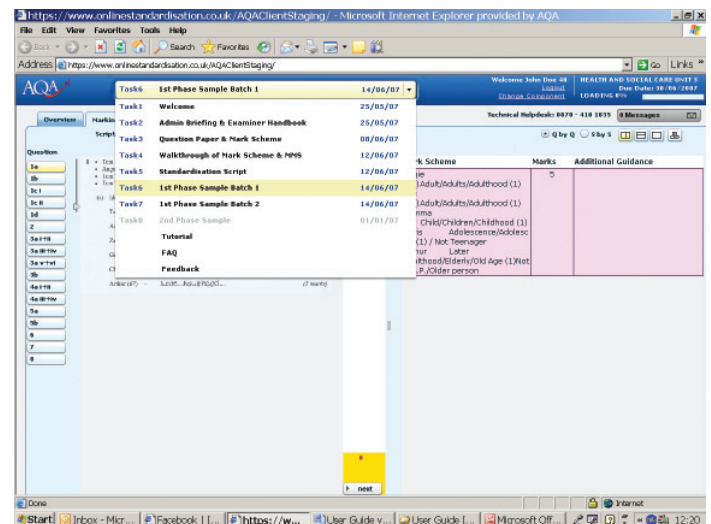 https://www.onlinestandardisation.co.uk/AQAClientStaging/ - Microsoft Internet Explorer provided by AQA
File Edit View Favorites Tools Help
Back Search Favorites
Address https://www.onlinestandardisation.co.uk/AQAClientStaging/ Go Links
AQA
Welcome John Doe 40
Logout
Change Component
HEALTH AND SOCIAL CARE UNIT 3
Due Date: 30/06/2007
LOADING 0%
Task6 1st Phase Sample Batch 1 14/06/07
Task1 Welcome 25/05/07
Task2 Admin Briefing & Examiner Handbook 25/05/07
Task3 Question Paper & Mark Scheme 08/06/07
Task4 Walkthrough of Mark Scheme & MMS 12/06/07
Task5 Standardisation Script 12/06/07
Task6 1st Phase Sample Batch 1 14/06/07
Task7 1st Phase Sample Batch 2 14/06/07
Task8 2nd Phase Sample 01/01/07
Tutorial
FAQ
Feedback
Overview
Technical Helpdesk: 0870 - 410 1035 0 Messages
Script
Q by Q S by S
Question
1a
1b
1c i
1c ii
1d
2
3a i+ii
3a iii+iv
3a v+vi
3b
4a i+ii
4a iii+iv
5a
5b
6
7
8
Scheme Marks Additional Guidance
5
)Adult/Adults/Adulthood (1)
)Adult/Adults/Adulthood (1)
Child/Children/Childhood (1)
Adolescence/Adolesc
(1) / Not Teenager
Later
lthood/Elderly/Old Age (1)Not
.P./Older person
next
Done Internet
Start Inbox - Micr... Facebook | [... https://w... User Guide v... User Guide [... Microsoft Off... 12:20